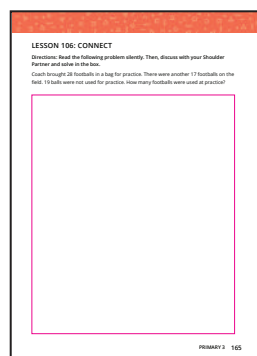 LESSON 106: CONNECT
Directions: Read the following problem silently. Then, discuss with your Shoulder
Partner and solve in the box.
Coach brought 28 footballs in a bag for practice. There were another 17 footballs on the
field. 19 balls were not used for practice. How many footballs were used at practice?
PRIMARY 3 165